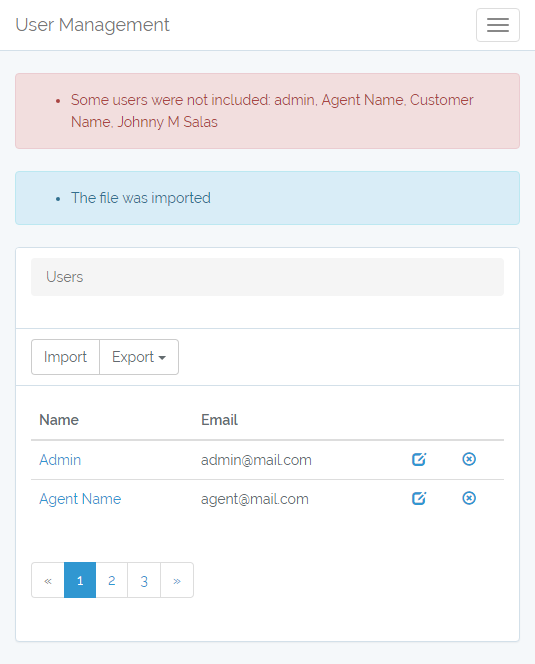 User Management
Some users were not included: admin, Agent Name, Customer
Name, Johnny M Salas
The file was imported
Users
Import Export
Name Email
Admin admin@mail.com
Agent Name agent@mail.com
« 1 2 3 »